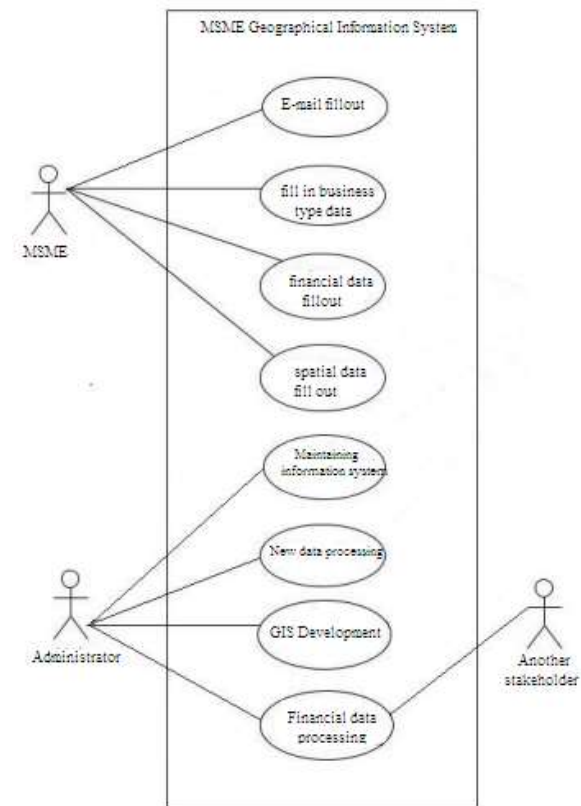 MSME Geographical Information System
E-mail fillout
fill in business
type data
MSME
financial data
fillout
spatial data
fill out
Maintaining
information system
New data processing
GIS Development
Administrator
Another
stakeholder
Financial data
processing